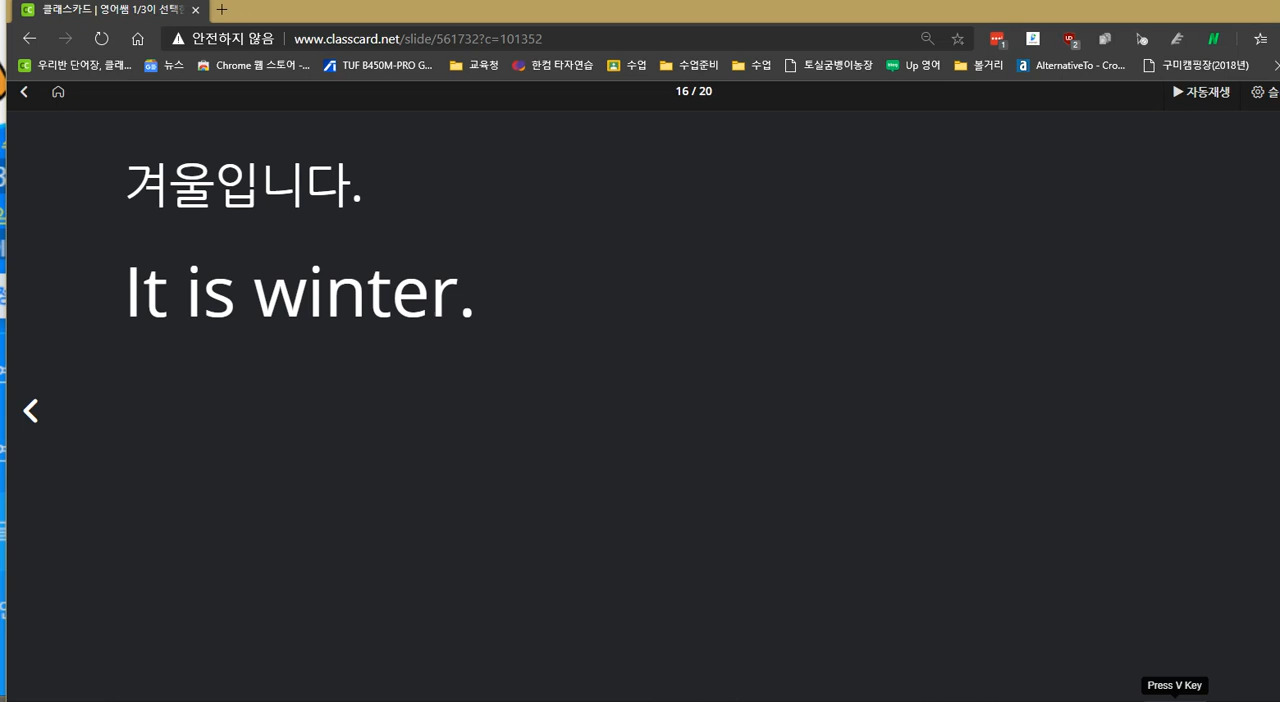 클래스카드 | 영어쌤 1/3이 선택
안전하지 않음 | www.classcard.net/slide/561732?c=101352
1 2
우리반 단어장, 클래... 뉴스 Chrome 웹 스토어 -... TUF B450M-PRO G... 교육청 한컴 타자연습 수업 수업준비 수업 토실굼벵이농장 Up 영어 볼거리 AlternativeTo - Cro... 구미캠핑장(2018년)
16 / 20 자동재생 슬
겨울입니다.
It is winter.
Press V Key